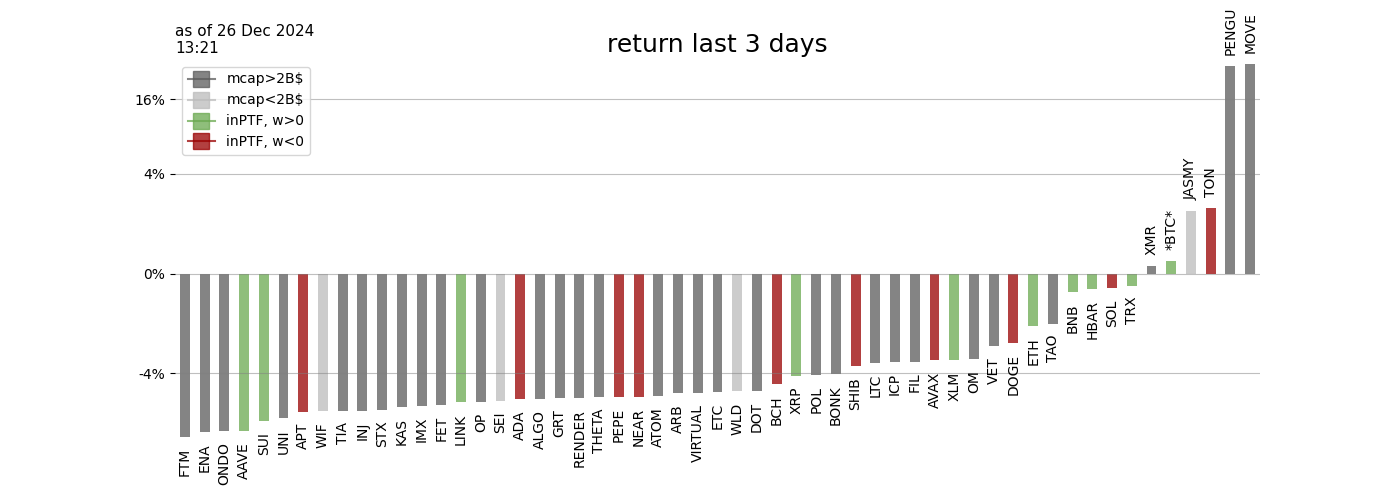 as of 26 Dec 2024
13:21
return last 3 days
mcap>2B$
mcap<2B$
inPTF, w>0
inPTF, w<0
16%
4%
0%
-4%
FTM
ENA
ONDO
AAVE
SUI
UNI
APT
WIF
TIA
INJ
STX
KAS
IMX
FET
LINK
OP
SEI
ADA
ALGO
GRT
RENDER
THETA
PEPE
NEAR
ATOM
ARB
VIRTUAL
ETC
WLD
DOT
BCH
XRP
POL
BONK
SHIB
LTC
ICP
FIL
AVAX
XLM
OM
VET
DOGE
ETH
TAO
BNB
HBAR
SOL
TRX
XMR
*BTC*
JASMY
TON
PENGU
MOVE